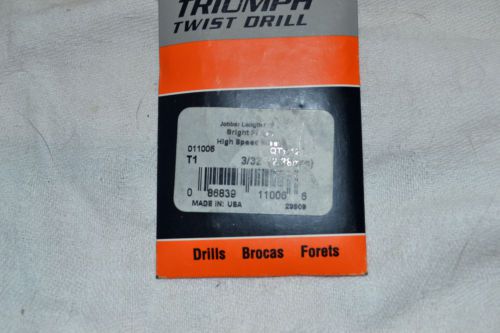 TRIUMPH
TWIST DRILL
Jobber Length
Bright
High Speed
011006
T1 3/32
0 86839 11006 6
MADE IN: USA 29509
Drills Brocas Forets